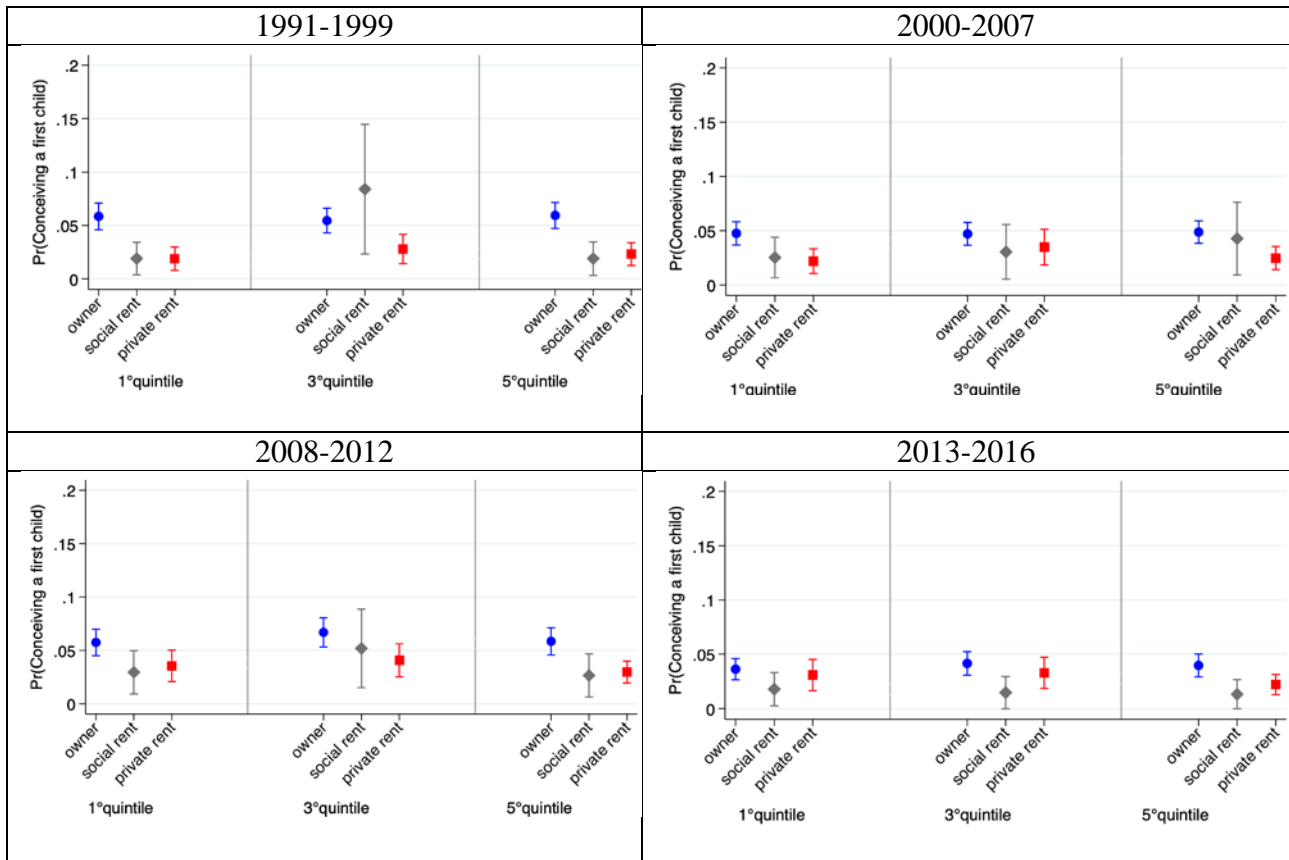 1991-1999
2000-2007
Pr(Conceiving a first child)
.2
.15
.1
.05
0
owner
social rent
private rent
owner
social rent
private rent
owner
social rent
private rent
1°quintile
3°quintile
5°quintile
Pr(Conceiving a first child)
.2
.15
.1
.05
0
owner
social rent
private rent
owner
social rent
private rent
owner
social rent
private rent
1°quintile
3°quintile
5°quintile
2008-2012
2013-2016
Pr(Conceiving a first child)
.2
.15
.1
.05
0
owner
social rent
private rent
owner
social rent
private rent
owner
social rent
private rent
1°quintile
3°quintile
5°quintile
Pr(Conceiving a first child)
.2
.15
.1
.05
0
owner
social rent
private rent
owner
social rent
private rent
owner
social rent
private rent
1°quintile
3°quintile
5°quintile